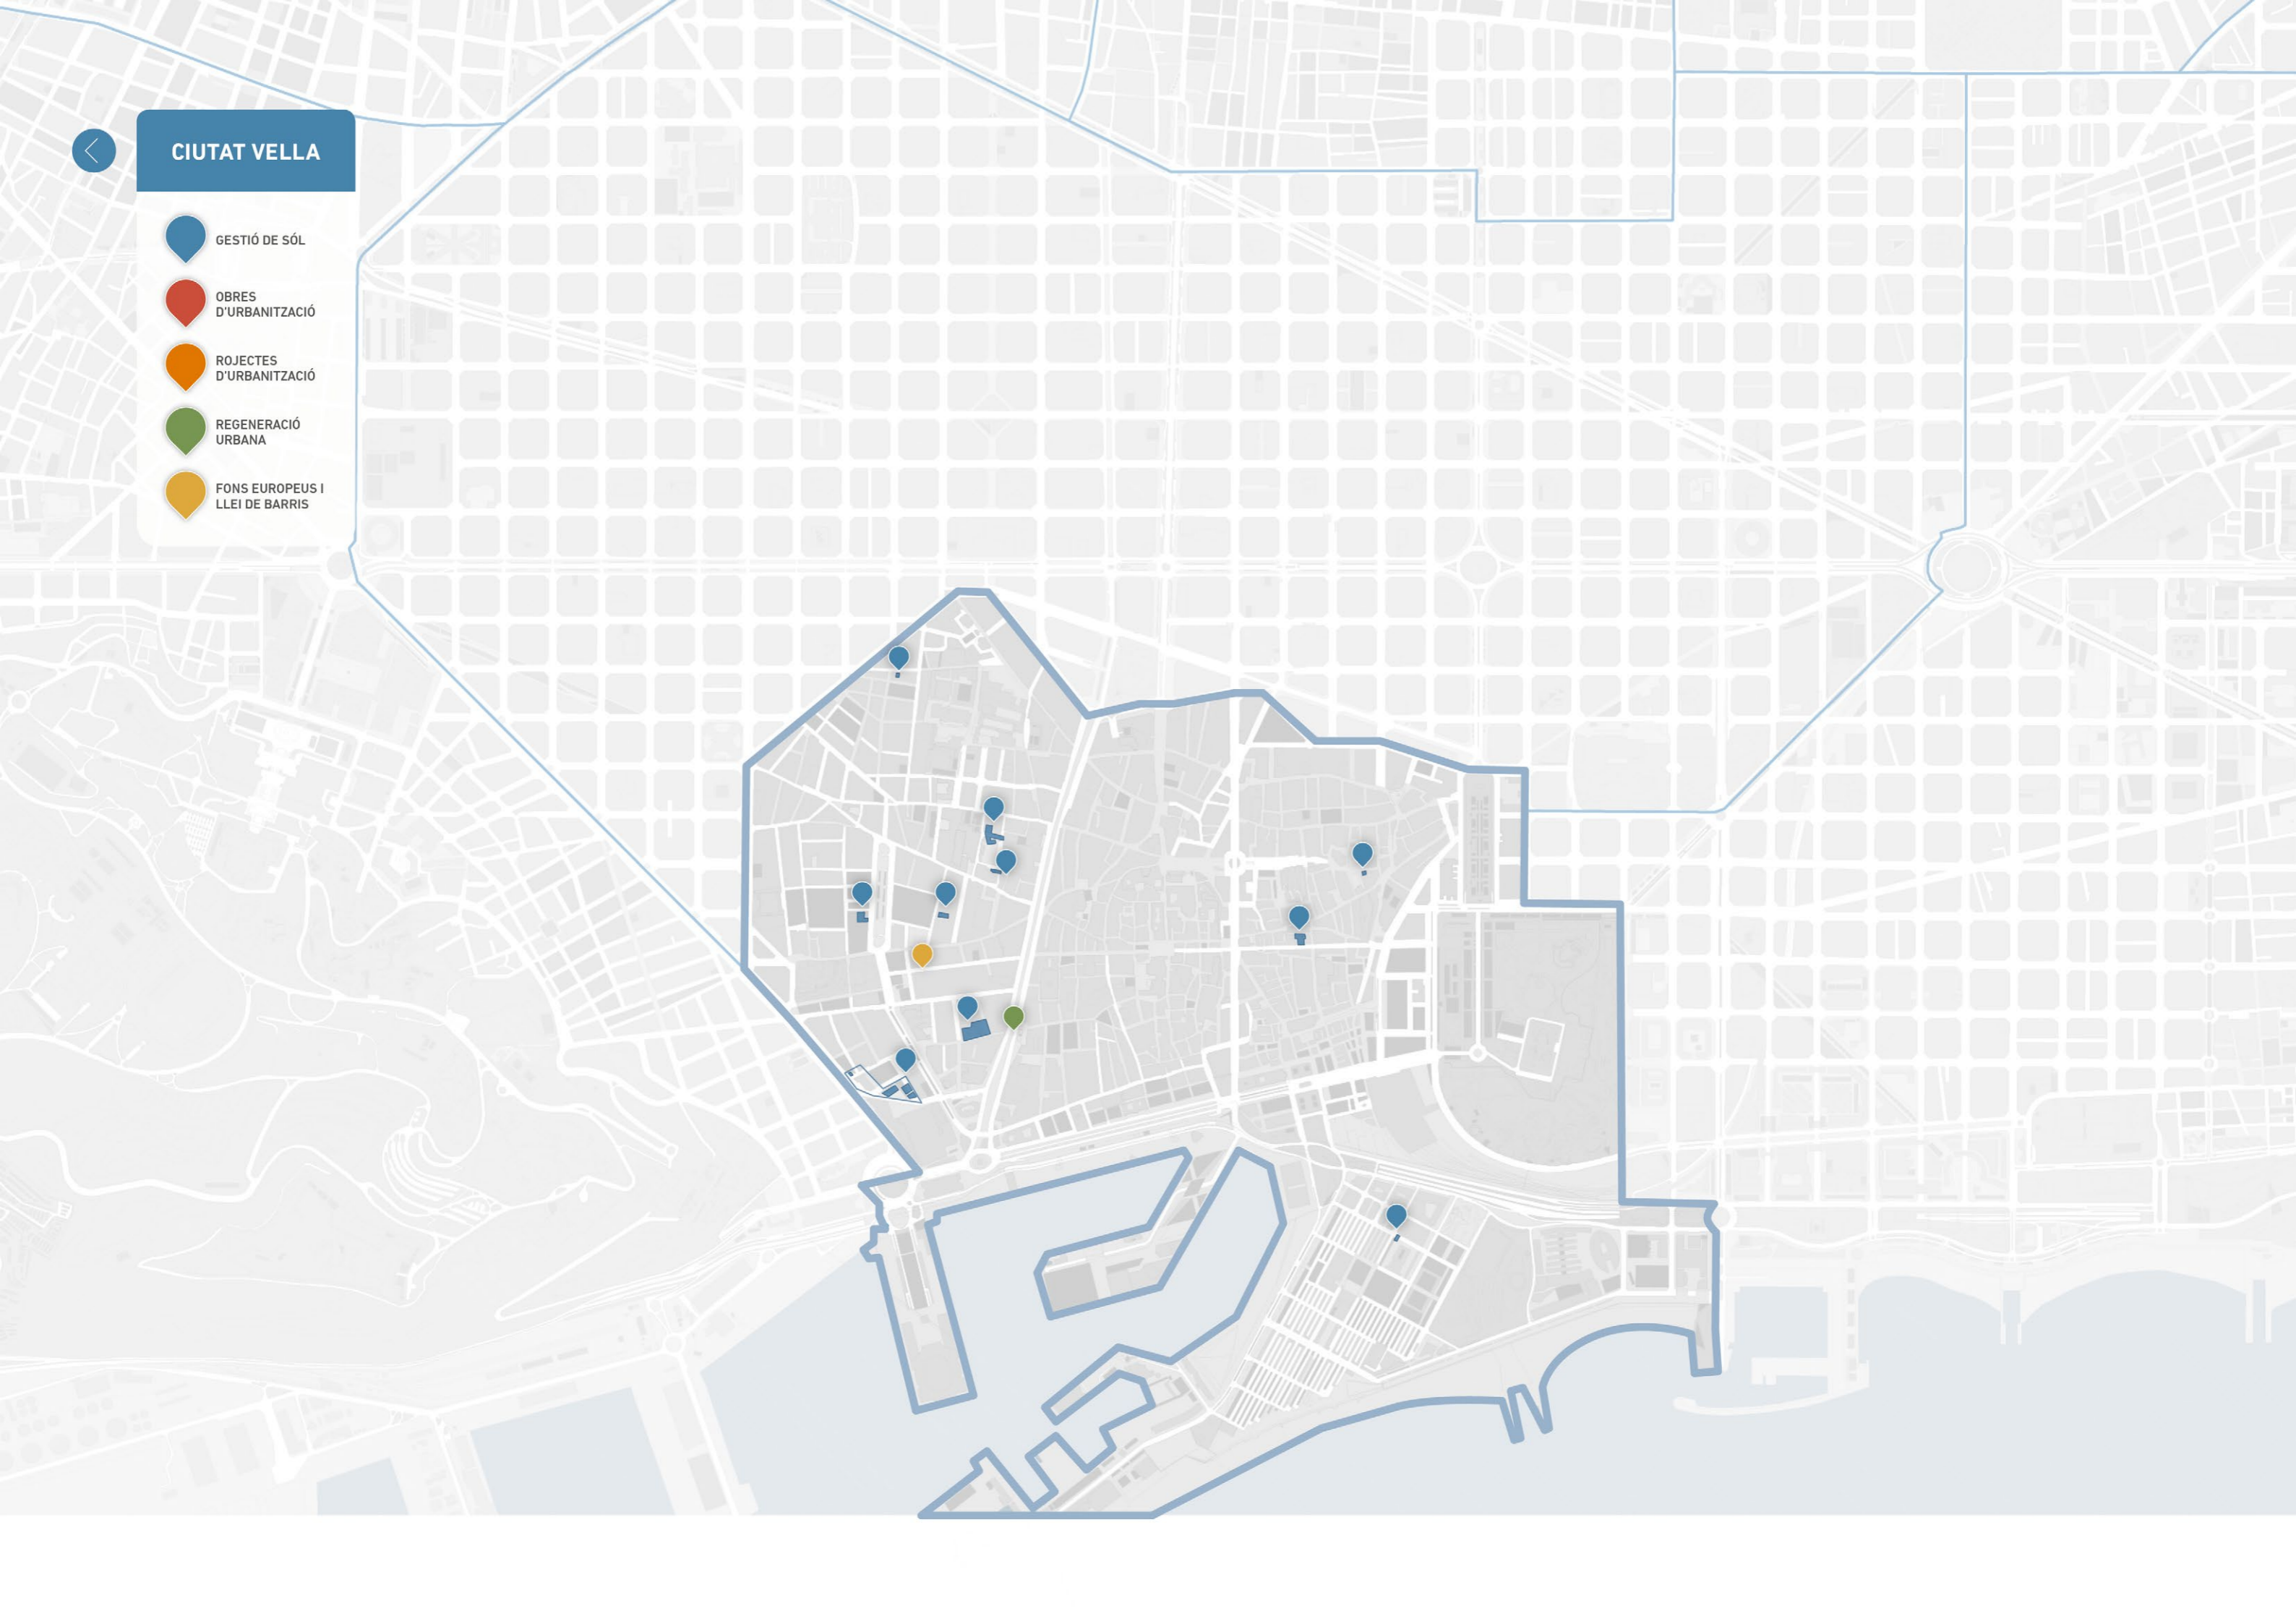 CIUTAT VELLA
GESTIÓ DE SÓL
OBRES
D'URBANITZACIÓ
ROJECTES
D'URBANITZACIÓ
REGENERACIÓ
URBANA
FONS EUROPEUS I
LLEI DE BARRIS